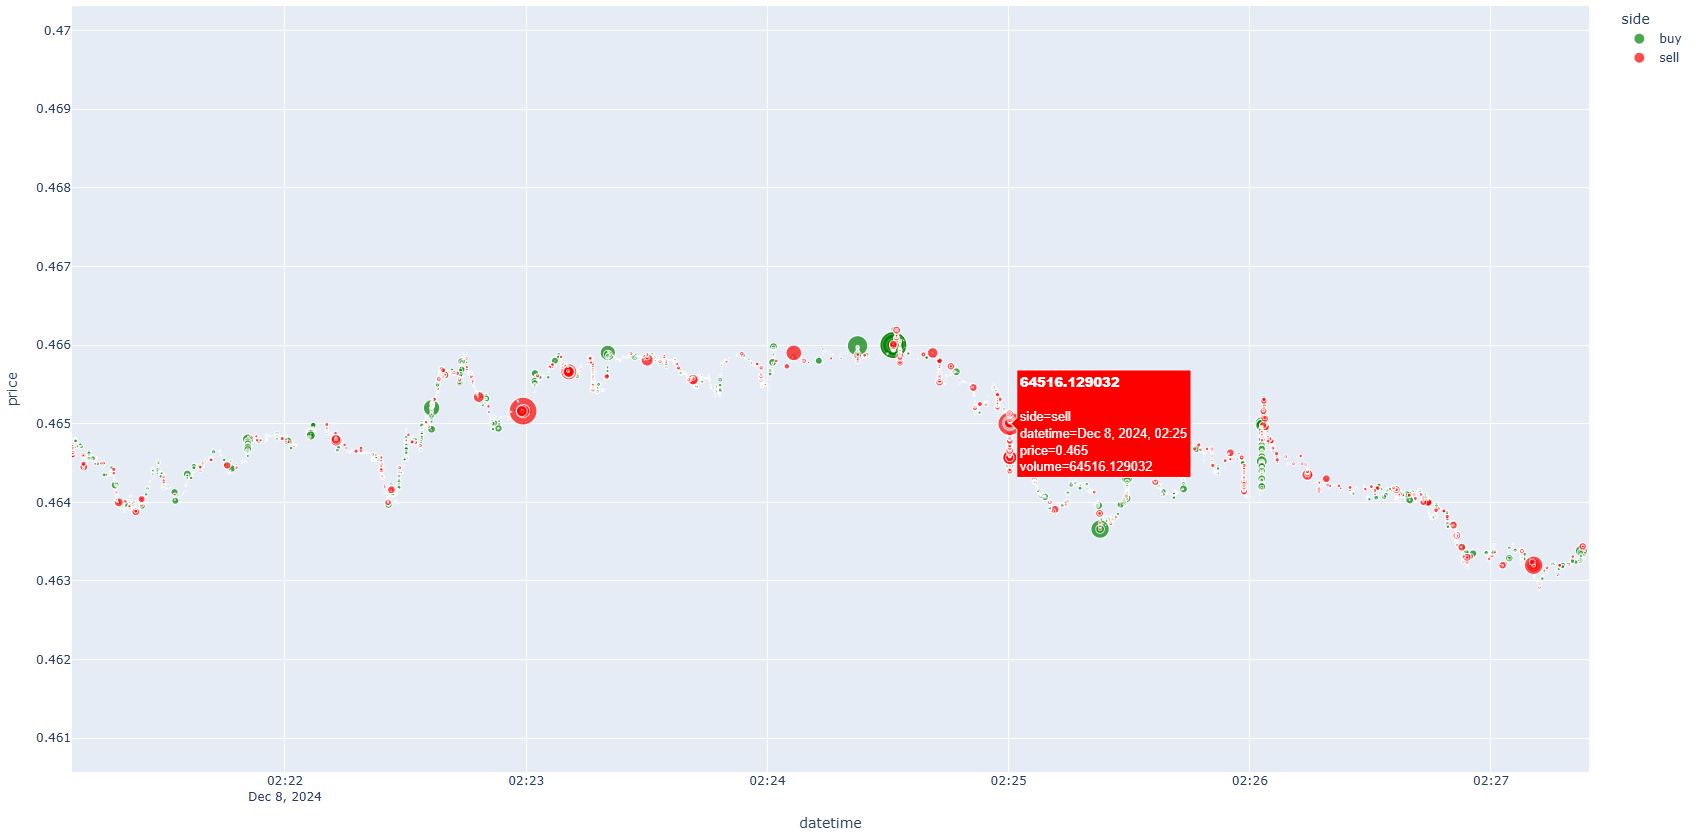 side
buy
sell
0.47
0.469
0.468
0.467
0.466
0.465
0.464
0.463
0.462
0.461
price
64516.129032
side=sell
datetime=Dec 8, 2024, 02:25
price=0.465
volume=64516.129032
02:22
02:23
02:24
02:25
02:26
02:27
Dec 8, 2024
datetime